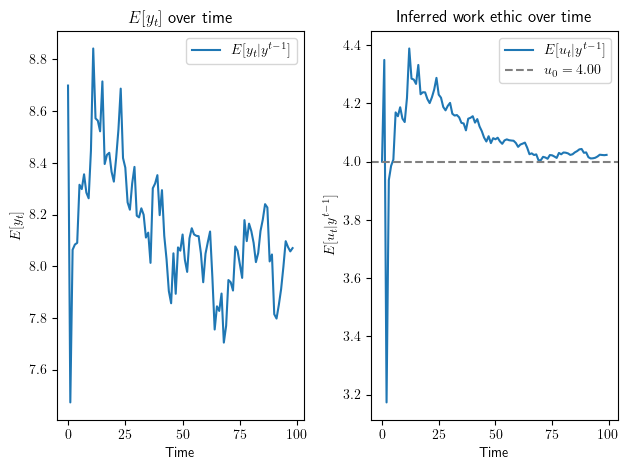 E[y_t] over time
E[y_t|y^{t−1}]
E[y_t]
8.8
8.6
8.4
8.2
8.0
7.8
7.6
0
25
50
75
100
Time
Inferred work ethic over time
E[u_t|y^{t−1}]
u_0 = 4.00
E[u_t|y^{t−1}]
4.4
4.2
4.0
3.8
3.6
3.4
3.2
0
25
50
75
100
Time